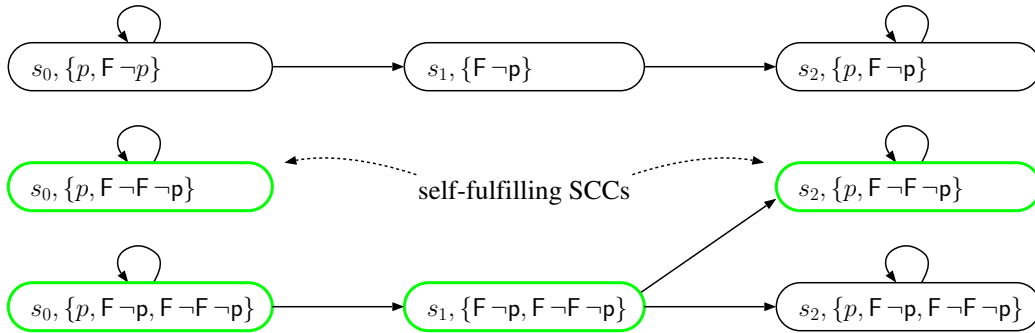 s₀, {p, F ¬p} s₁, {F ¬p} s₂, {p, F ¬p}
s₀, {p, F ¬F ¬p} s₂, {p, F ¬F ¬p}
self-fulfilling SCCs
s₀, {p, F ¬p, F ¬F ¬p} s₁, {F ¬p, F ¬F ¬p} s₂, {p, F ¬p, F ¬F ¬p}